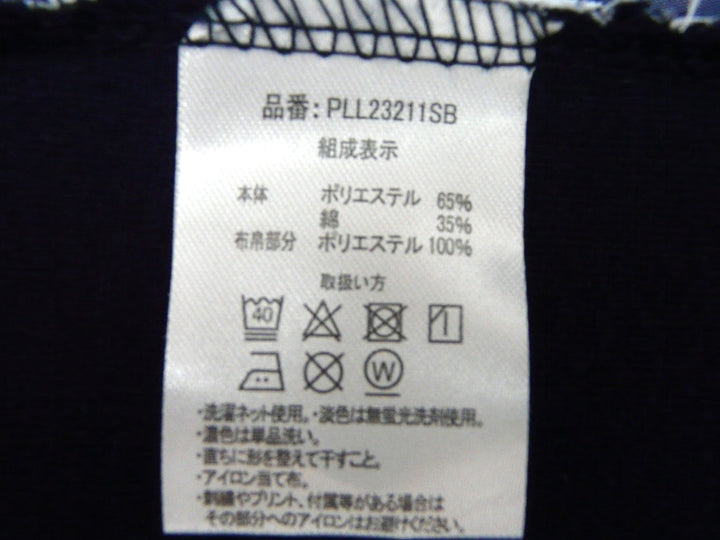 品番:PLL23211SB
組成表示
本体 ポリエステル 65%
綿 35%
布帛部分 ポリエステル 100%
取扱い方
40
W
・洗濯ネット使用。・淡色は無蛍光洗剤使用。
・濃色は単品洗い。
・直ちに形を整えて干すこと。
・アイロン当て布。
・刺繍やプリント、付属等がある場合は
その部分へのアイロンはお避けください。